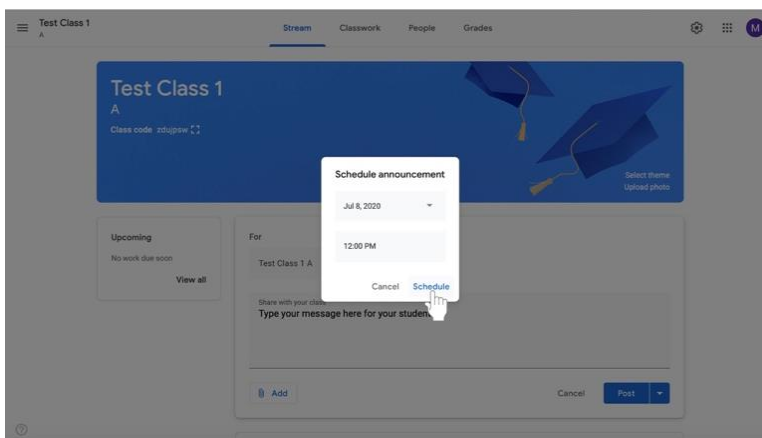 Test Class 1
A
Stream Classwork People Grades
M
Test Class 1
A
Class code zdujpsw
Select theme
Upload photo
Schedule announcement
Jul 8, 2020
12:00 PM
Cancel Schedule
Upcoming
No work due soon
View all
For
Test Class 1 A
Share with your class
Type your message here for your student
Add
Cancel Post